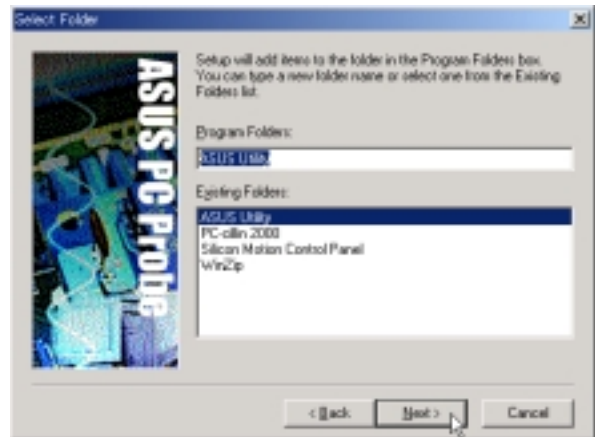 Select Folder
ASUS PC Probe
Setup will add items to the folder in the Program Folders box.
You can type a new folder name or select one from the Existing
Folders list.
Program Folders:
ASUS Utility
Existing Folders:
ASUS Utility
PC-cillin 2000
Silicon Motion Control Panel
WinZip
< Back
Next >
Cancel